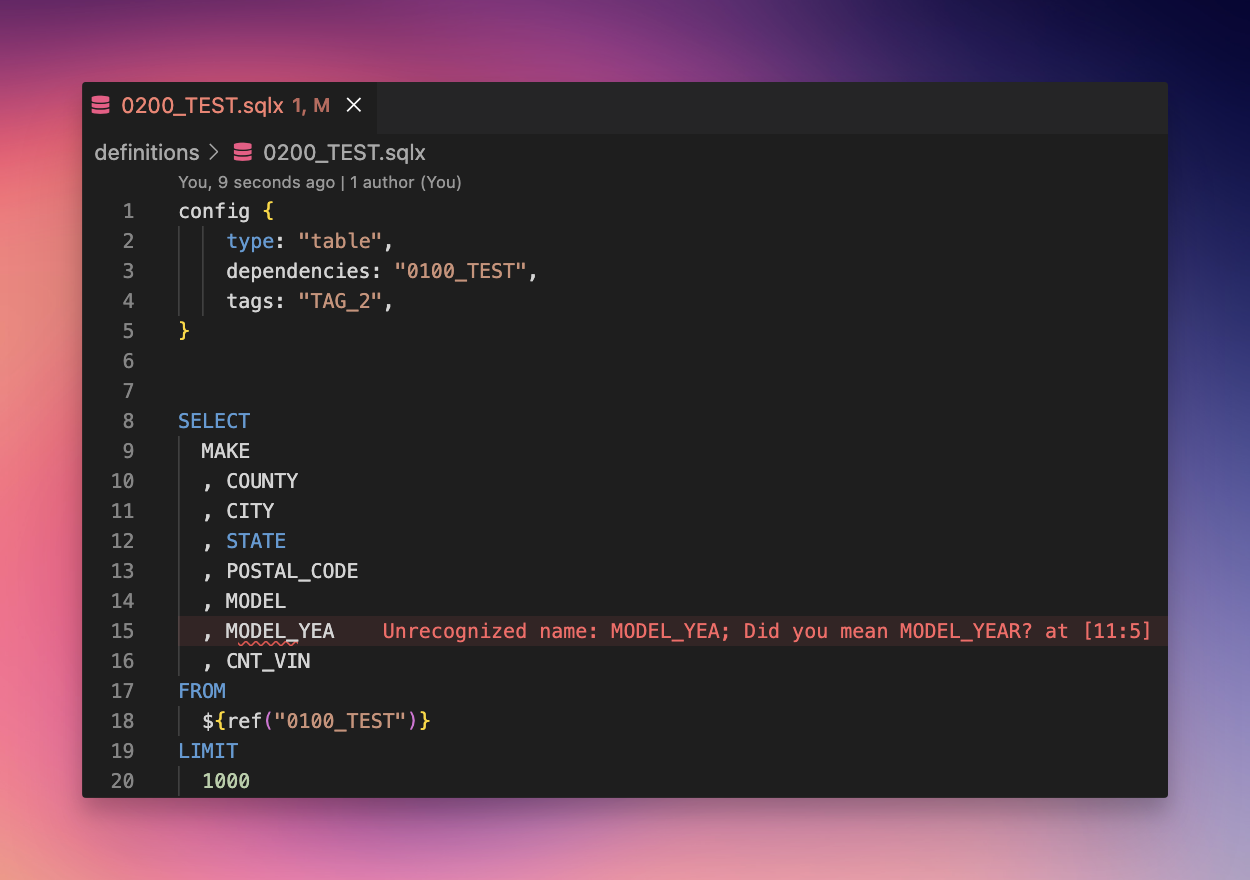 0200_TEST.sqlx 1, M
definitions > 0200_TEST.sqlx
You, 9 seconds ago | 1 author (You)
1 config {
2 type: "table",
3 dependencies: "0100_TEST",
4 tags: "TAG_2",
5 }
6
7
8 SELECT
9 MAKE
10 , COUNTY
11 , CITY
12 , STATE
13 , POSTAL_CODE
14 , MODEL
15 , MODEL_YEA Unrecognized name: MODEL_YEA; Did you mean MODEL_YEAR? at [11:5]
16 , CNT_VIN
17 FROM
18 ${ref("0100_TEST")}
19 LIMIT
20 1000